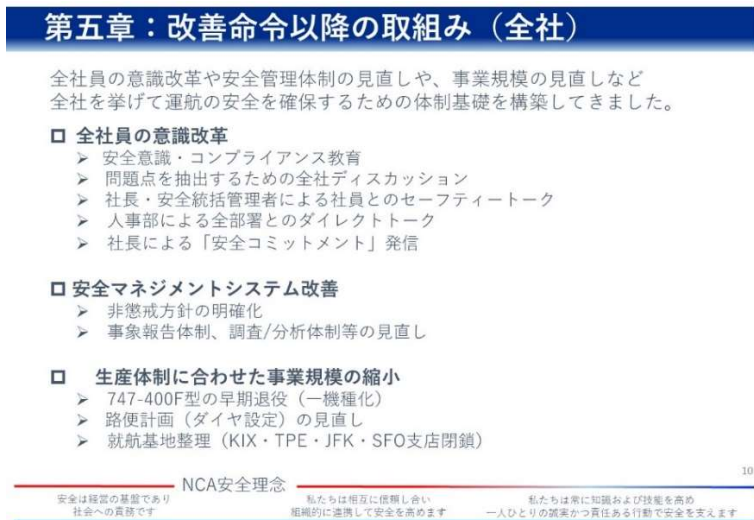 第五章：改善命令以降の取組み（全社）
全社員の意識改革や安全管理体制の見直しや、事業規模の見直しなど
全社を挙げて運航の安全を確保するための体制基礎を構築してきました。
全社員の意識改革
➢ 安全意識・コンプライアンス教育
➢ 問題点を抽出するための全社ディスカッション
➢ 社長・安全統括管理者による社員とのセーフティートーク
➢ 人事部による全部署とのダイレクトトーク
➢ 社長による「安全コミットメント」発信
安全マネジメントシステム改善
➢ 非懲戒方針の明確化
➢ 事象報告体制、調査/分析体制等の見直し
生産体制に合わせた事業規模の縮小
➢ 747-400F型の早期退役（一機種化）
➢ 路便計画（ダイヤ設定）の見直し
➢ 就航基地整理（KIX・TPE・JFK・SFO支店閉鎖）
10
NCA安全理念
安全は経営の基盤であり
社会への責務です
私たちは相互に信頼し合い
組織的に連携して安全を高めます
私たちは常に知識および技能を高め
一人ひとりの誠実かつ責任ある行動で安全を支えます